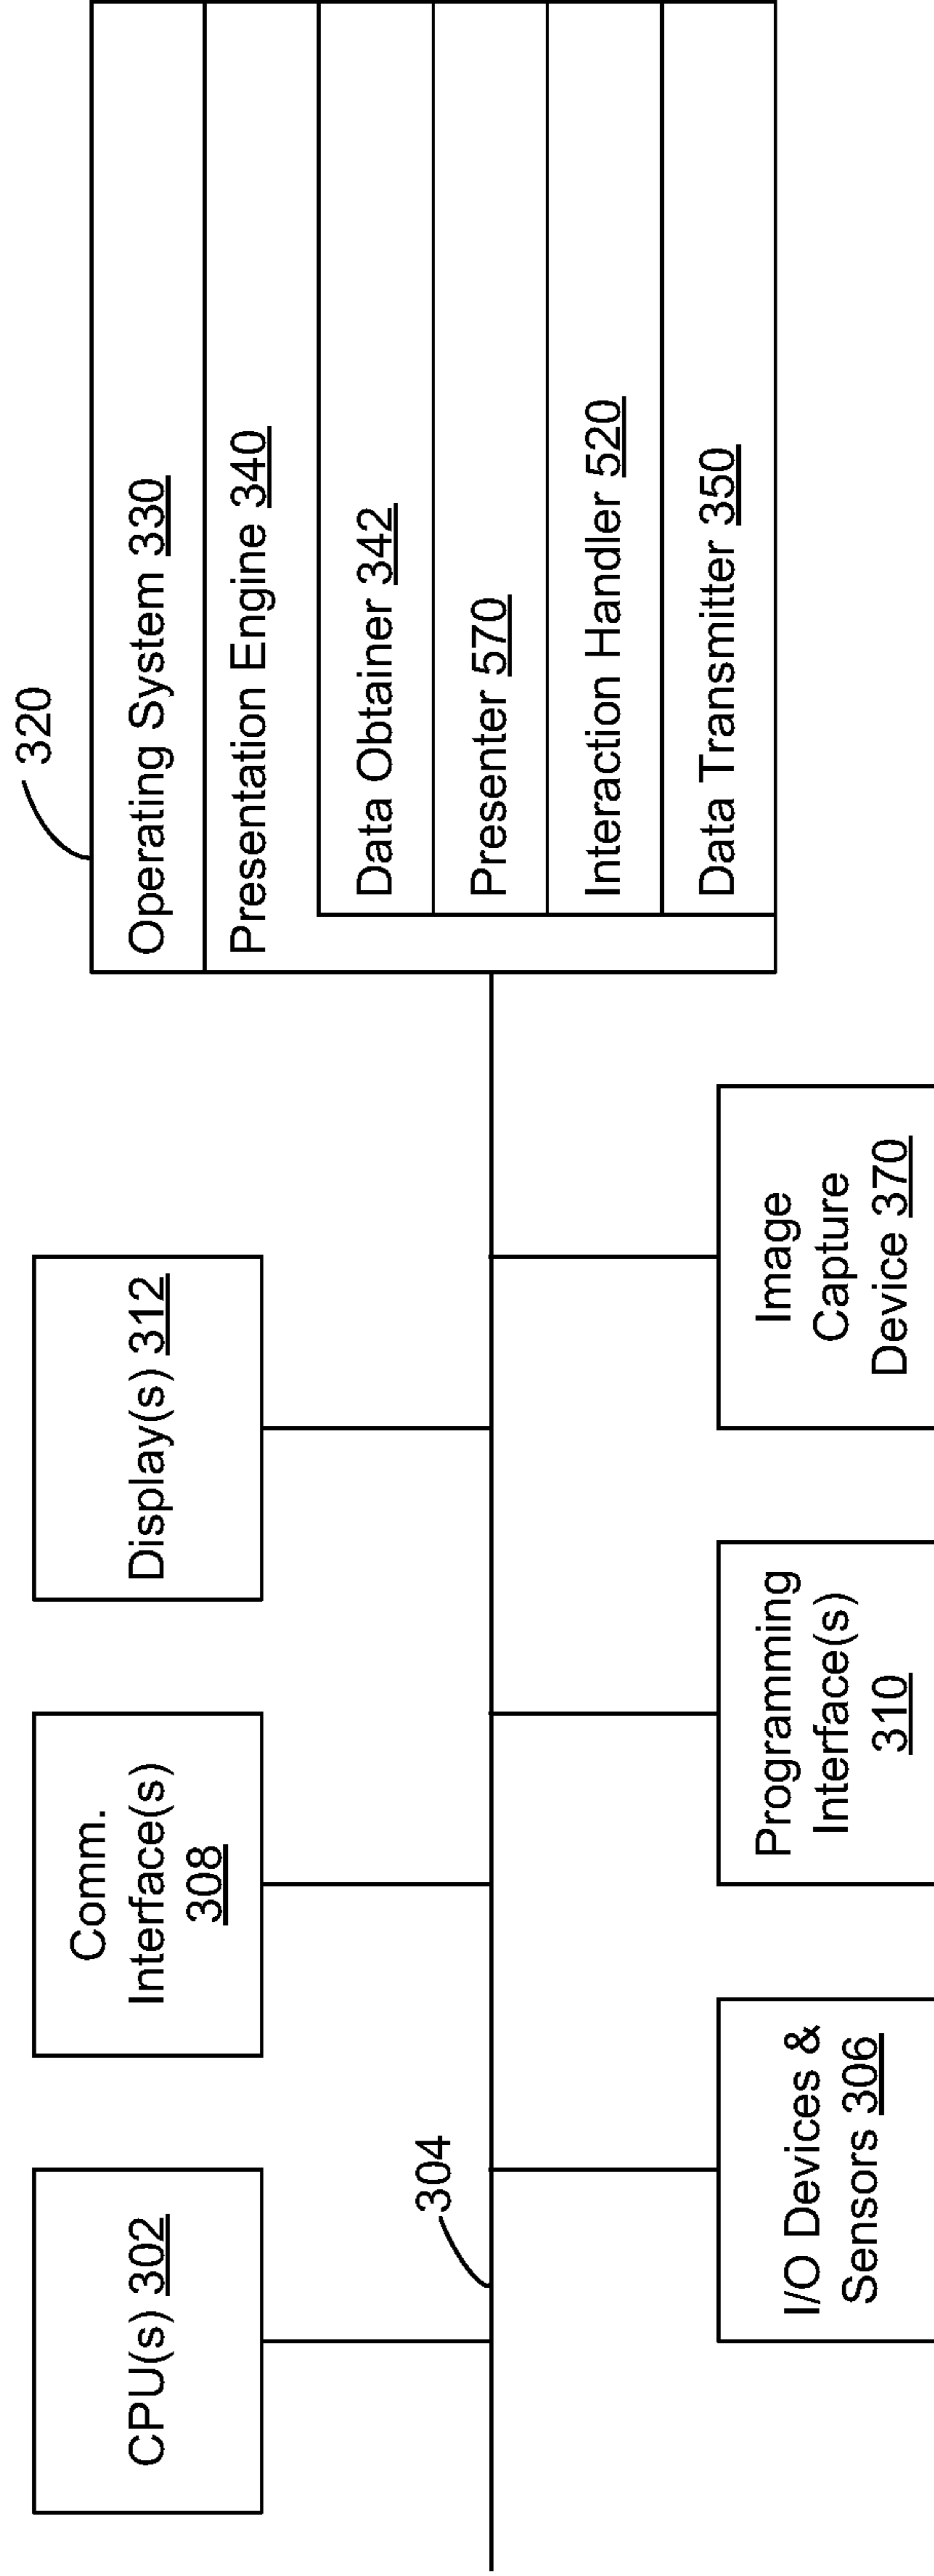 CPU(s) 302
Comm.
Interface(s)
308
Display(s) 312
320
Operating System 330
Presentation Engine 340
Data Obtainer 342
Presenter 570
Interaction Handler 520
Data Transmitter 350
304
I/O Devices &
Sensors 306
Programming
Interface(s)
310
Image
Capture
Device 370